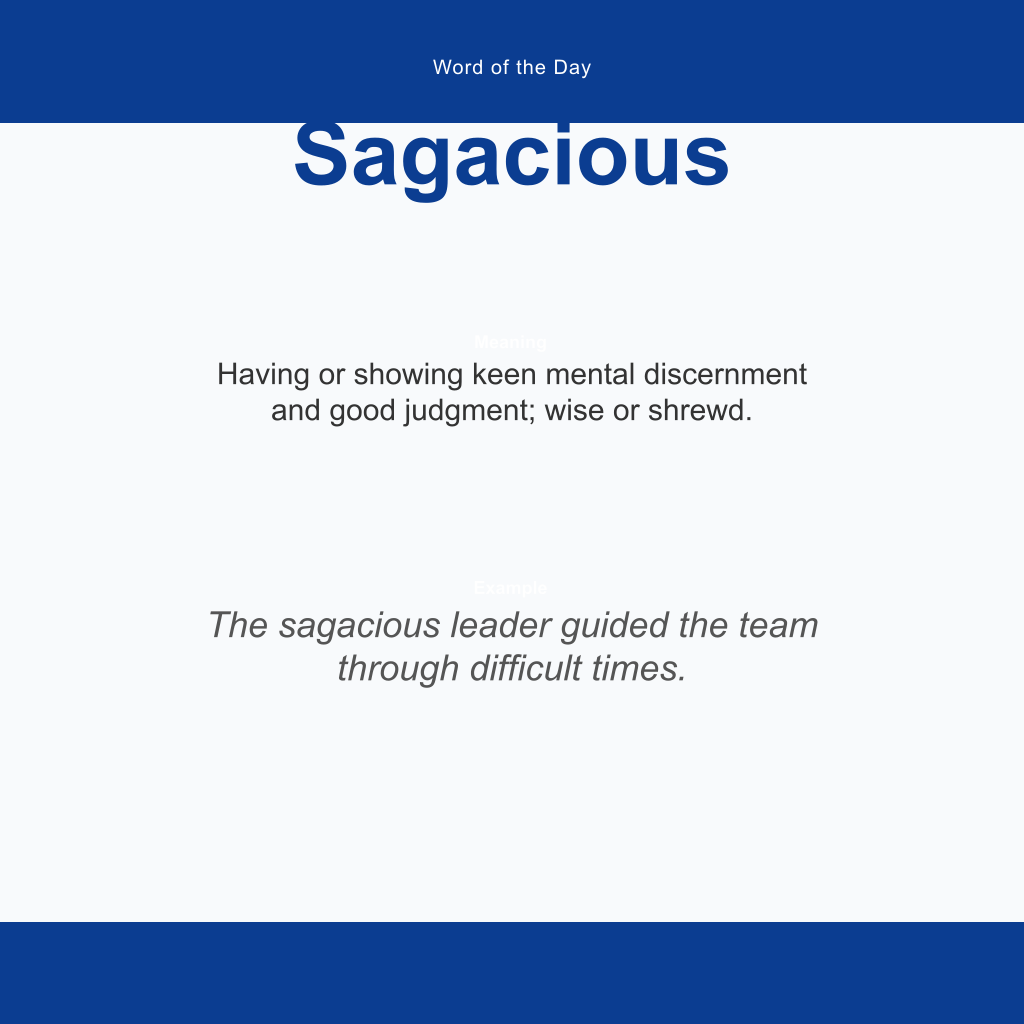 Word of the Day
Sagacious
Meaning
Having or showing keen mental discernment
and good judgment; wise or shrewd.
Example
The sagacious leader guided the team
through difficult times.